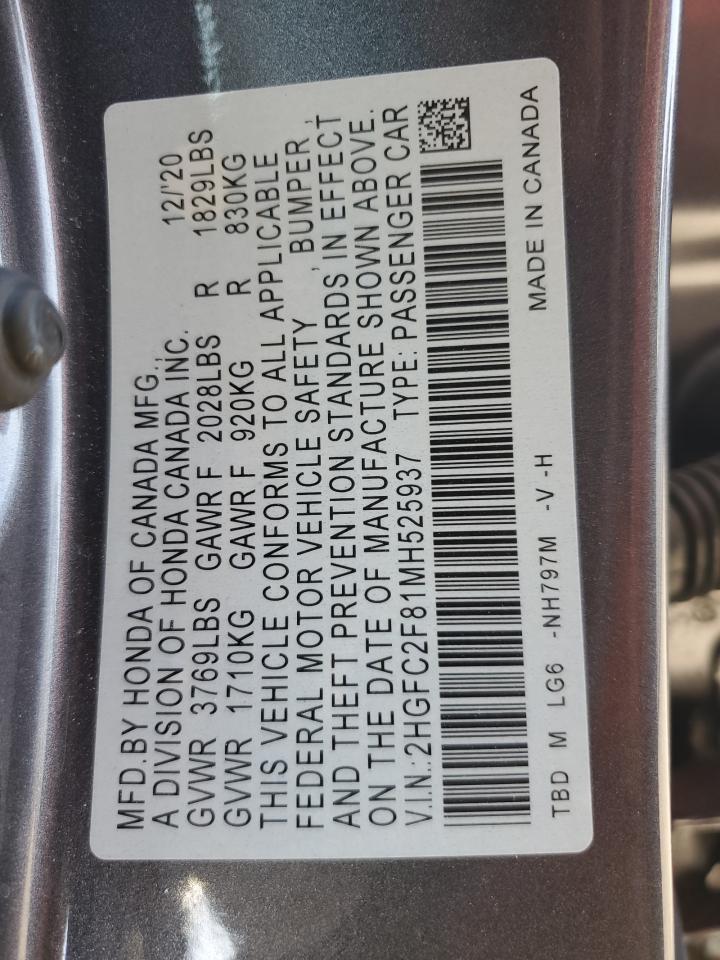 MFD.BY HONDA OF CANADA MFG.,
A DIVISION OF HONDA CANADA INC. 12/'20
GVWR 3769LBS GAWR F 2028LBS R 1829LBS
GVWR 1710KG GAWR F 920KG R 830KG
THIS VEHICLE CONFORMS TO ALL APPLICABLE
FEDERAL MOTOR VEHICLE SAFETY , BUMPER ,
AND THEFT PREVENTION STANDARDS IN EFFECT
ON THE DATE OF MANUFACTURE SHOWN ABOVE.
V.I.N.:2HGFC2F81MH525937 TYPE: PASSENGER CAR
TBD M LG6 -NH797M -V -H MADE IN CANADA